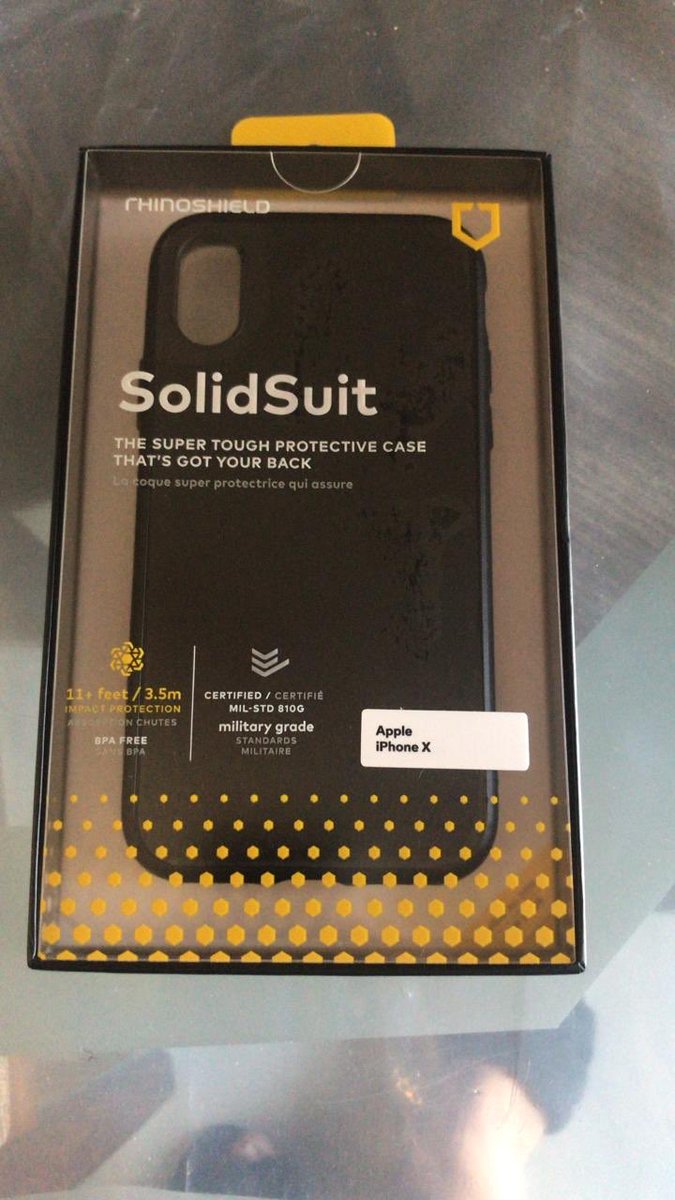 RHINOSHIELD
SolidSuit
THE SUPER TOUGH PROTECTIVE CASE
THAT'S GOT YOUR BACK
La coque super protectrice qui assure
11+ feet / 3.5m
IMPACT PROTECTION
ABSORPTION CHUTES
BPA FREE
SANS BPA
CERTIFIED / CERTIFIÉ
MIL-STD 810G
military grade
STANDARDS
MILITAIRE
Apple
iPhone X